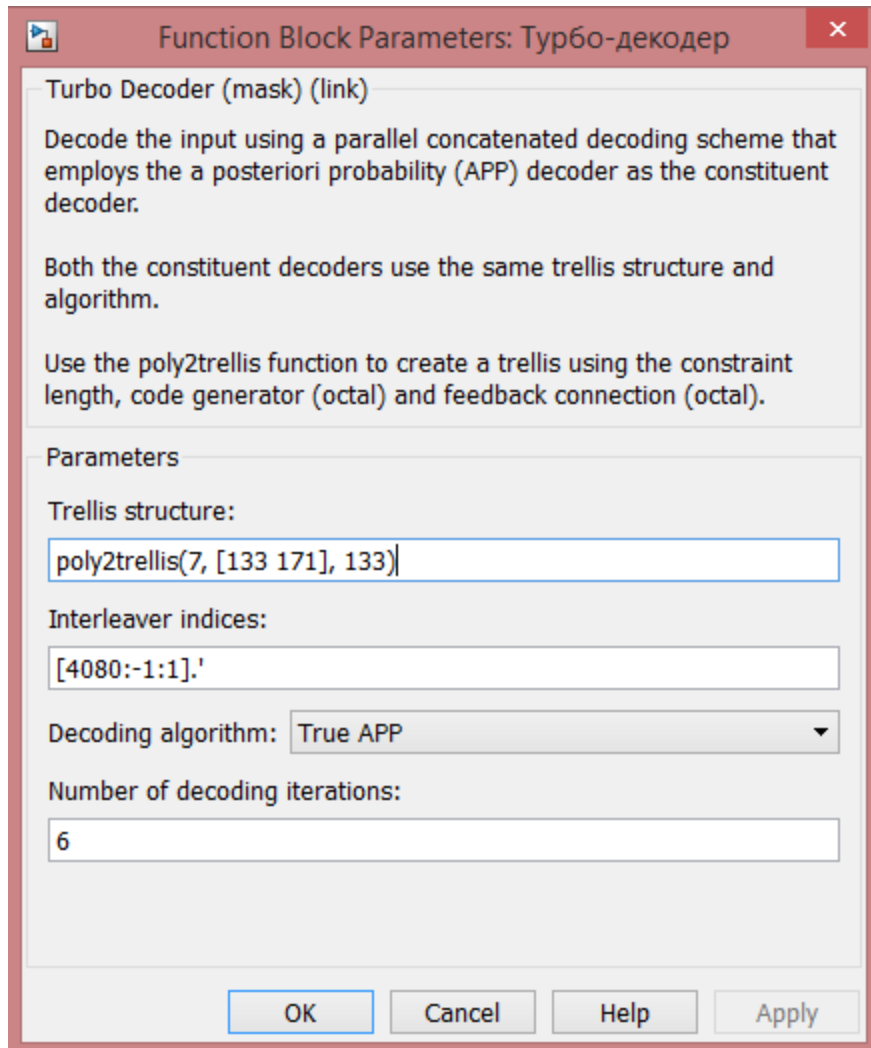 Function Block Parameters: Турбо-декодер
Turbo Decoder (mask) (link)
Decode the input using a parallel concatenated decoding scheme that
employs the a posteriori probability (APP) decoder as the constituent
decoder.
Both the constituent decoders use the same trellis structure and
algorithm.
Use the poly2trellis function to create a trellis using the constraint
length, code generator (octal) and feedback connection (octal).
Parameters
Trellis structure:
poly2trellis(7, [133 171], 133)
Interleaver indices:
[4080:-1:1].'
Decoding algorithm: True APP
Number of decoding iterations:
6
OK Cancel Help Apply